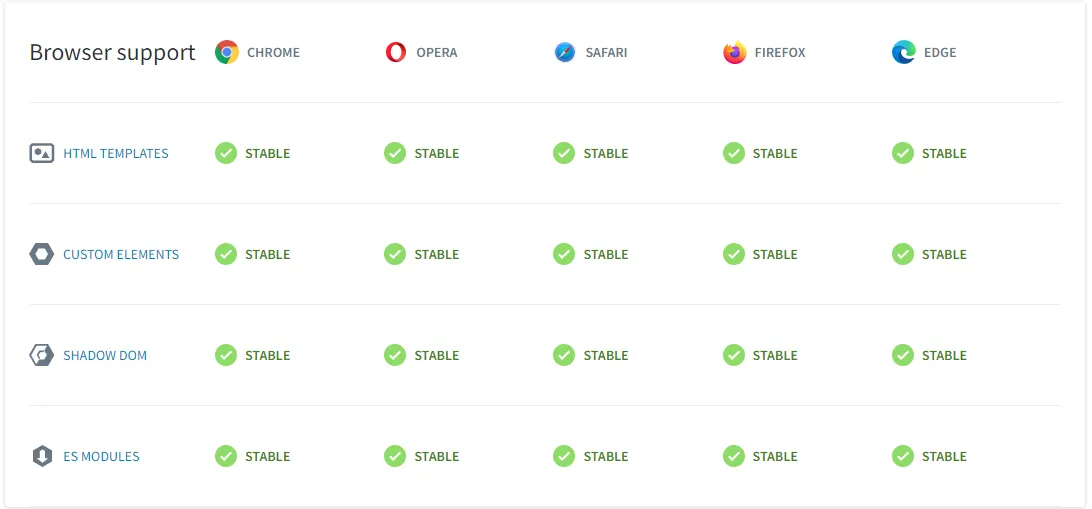 Browser support CHROME OPERA SAFARI FIREFOX EDGE
HTML TEMPLATES STABLE STABLE STABLE STABLE STABLE
CUSTOM ELEMENTS STABLE STABLE STABLE STABLE STABLE
SHADOW DOM STABLE STABLE STABLE STABLE STABLE
ES MODULES STABLE STABLE STABLE STABLE STABLE